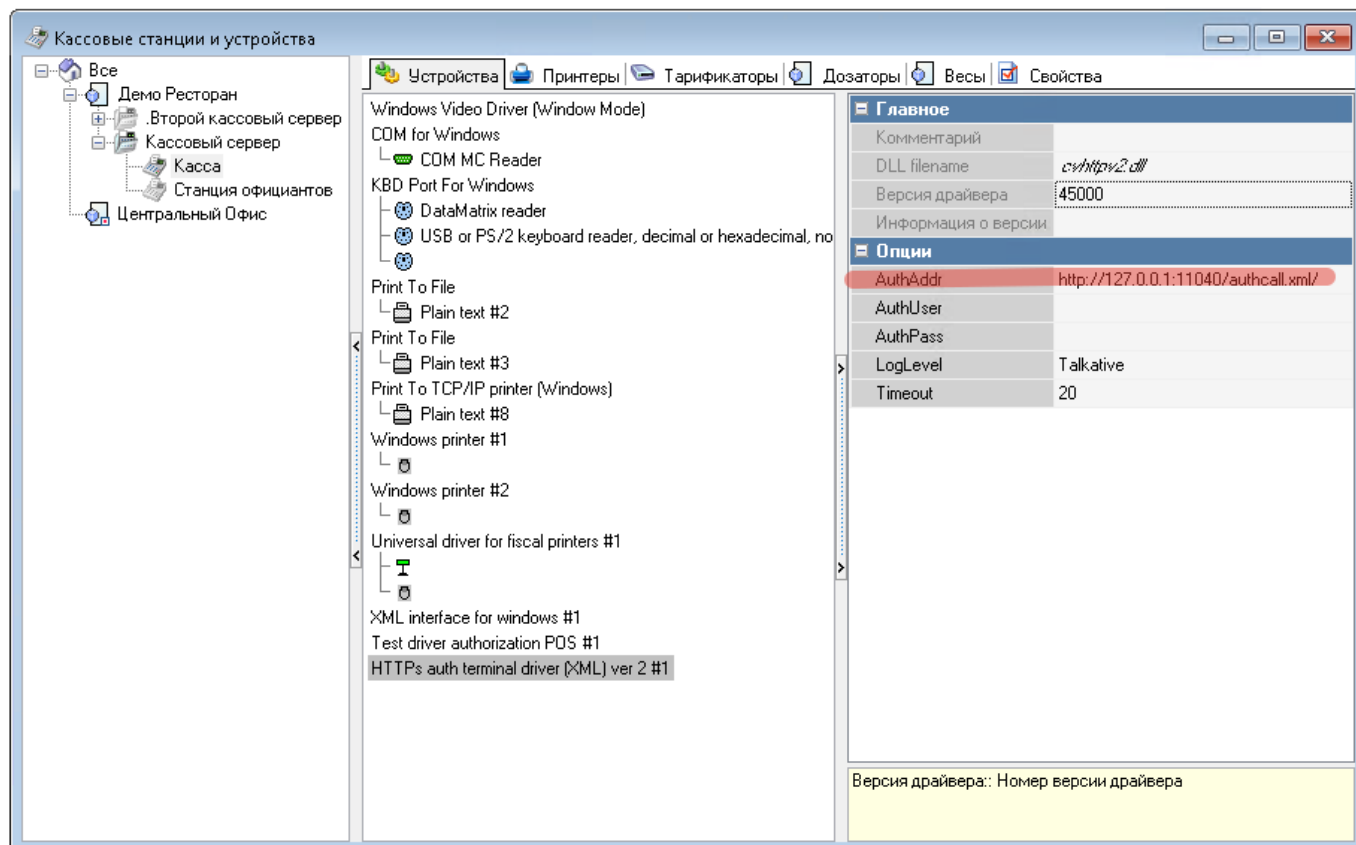 Кассовые станции и устройства
Все
Демо Ресторан
.Второй кассовый сервер
Кассовый сервер
Касса
Станция официантов
Центральный Офис
Устройства Принтеры Тарификаторы Дозаторы Весы Свойства
Windows Video Driver (Window Mode)
COM for Windows
COM MC Reader
KBD Port For Windows
DataMatrix reader
USB or PS/2 keyboard reader, decimal or hexadecimal, no
Print To File
Plain text #2
Print To File
Plain text #3
Print To TCP/IP printer (Windows)
Plain text #8
Windows printer #1
Windows printer #2
Universal driver for fiscal printers #1
XML interface for windows #1
Test driver authorization POS #1
HTTPs auth terminal driver (XML) ver 2 #1
Главное
Комментарий
DLL filename cvhttpv2.dll
Версия драйвера 45000
Информация о версии
Опции
AuthAddr http://127.0.0.1:11040/authcall.xml/
AuthUser
AuthPass
LogLevel Talkative
Timeout 20
Версия драйвера:: Номер версии драйвера